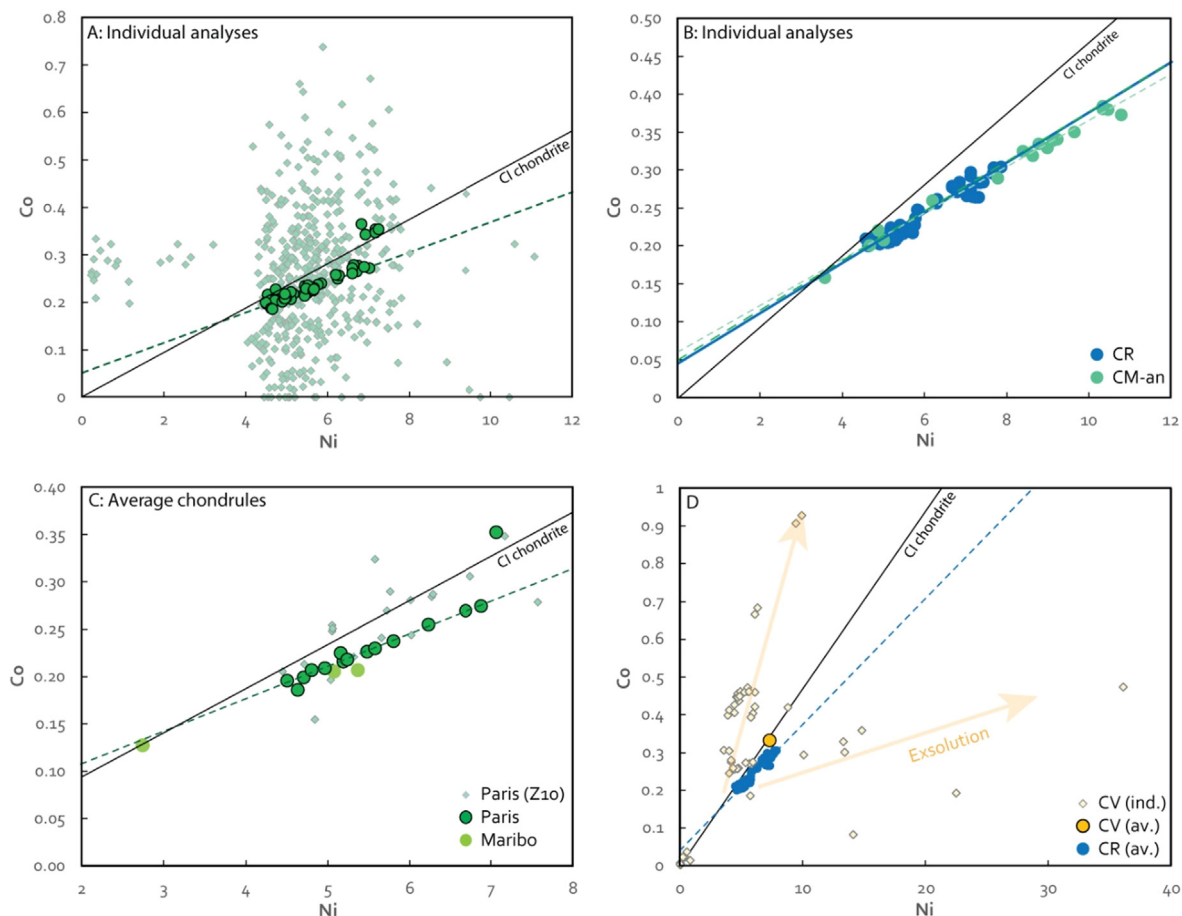 A: Individual analyses
0.8
0.7
0.6
0.5
0.4
0.3
0.2
0.1
0
Co
CI chondrite
0 2 4 6 8 10 12
Ni
B: Individual analyses
0.50
0.45
0.40
0.35
0.30
0.25
0.20
0.15
0.10
0.05
0.00
Co
CI chondrite
CR
CM-an
0 2 4 6 8 10 12
Ni
C: Average chondrules
0.40
0.35
0.30
0.25
0.20
0.15
0.10
0.05
0.00
Co
CI chondrite
Paris (Z10)
Paris
Maribo
2 3 4 5 6 7 8
Ni
D
1
0.9
0.8
0.7
0.6
0.5
0.4
0.3
0.2
0.1
0
Co
CI chondrite
Exsolution
CV (ind.)
CV (av.)
CR (av.)
0 10 20 30 40
Ni